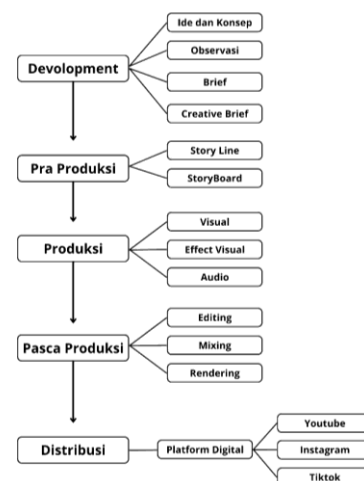 Ide dan Konsep
Observasi
Devolopment
Brief
Creative Brief
Story Line
Pra Produksi
StoryBoard
Visual
Produksi
Effect Visual
Audio
Editing
Pasca Produksi
Mixing
Rendering
Youtube
Distribusi
Platform Digital
Instagram
Tiktok